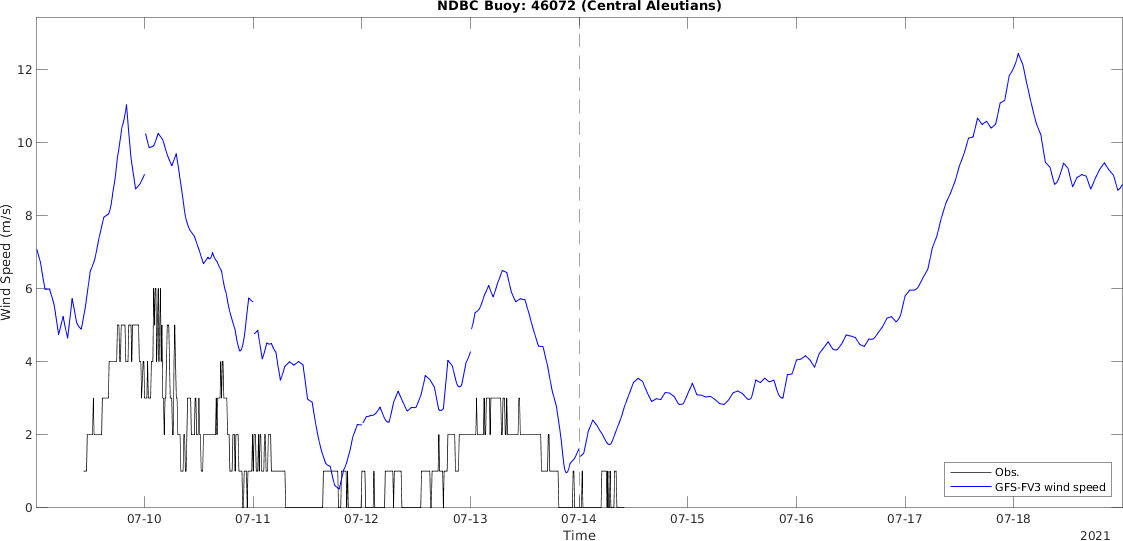 NDBC Buoy: 46072 (Central Aleutians)
12
10
8
6
4
2
0
Wind Speed (m/s)
07-10 07-11 07-12 07-13 07-14 07-15 07-16 07-17 07-18
Time
2021
Obs.
GFS-FV3 wind speed